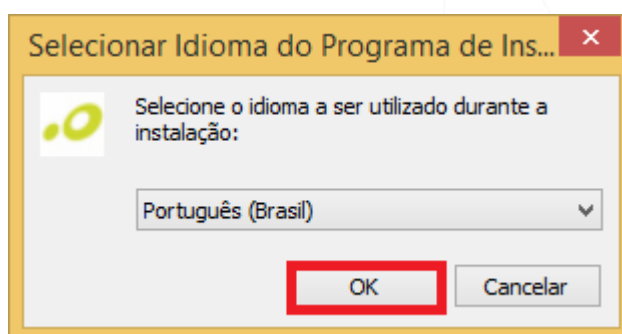 Selecionar Idioma do Programa de Ins...
Selecione o idioma a ser utilizado durante a
instalação:
Português (Brasil)
OK
Cancelar